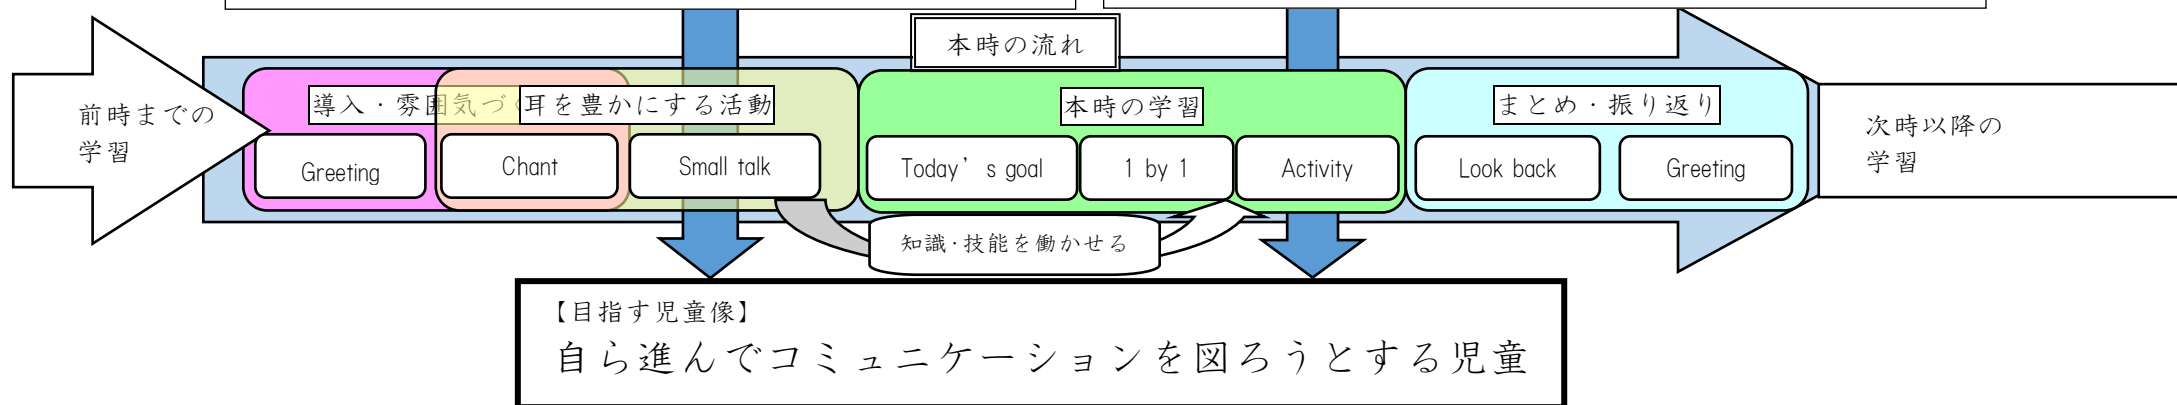 本時の流れ
前時までの
学習
導入・雰囲気づ
耳を豊かにする活動
本時の学習
まとめ・振り返り
次時以降の
学習
Greeting
Chant
Small talk
Today’s goal
1 by 1
Activity
Look back
Greeting
知識・技能を働かせる
【目指す児童像】
自ら進んでコミュニケーションを図ろうとする児童